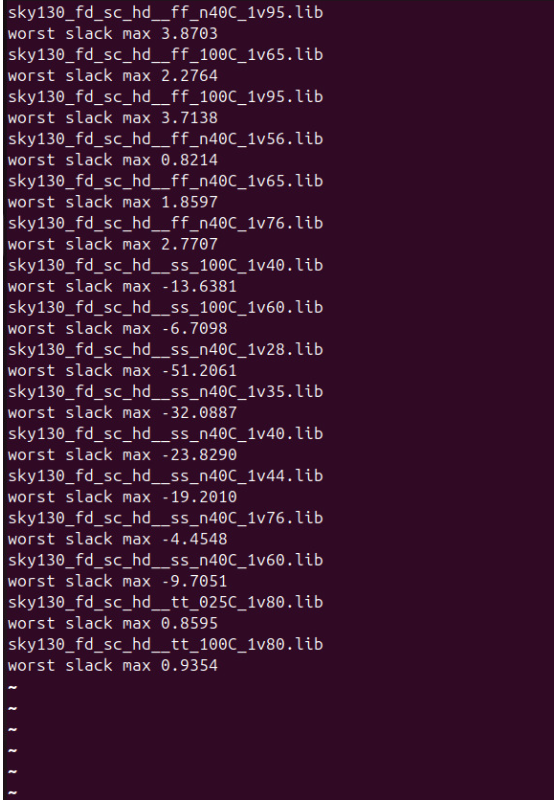 sky130_fd_sc_hd__ff_n40C_1v95.lib
worst slack max 3.8703
sky130_fd_sc_hd__ff_100C_1v65.lib
worst slack max 2.2764
sky130_fd_sc_hd__ff_100C_1v95.lib
worst slack max 3.7138
sky130_fd_sc_hd__ff_n40C_1v56.lib
worst slack max 0.8214
sky130_fd_sc_hd__ff_n40C_1v65.lib
worst slack max 1.8597
sky130_fd_sc_hd__ff_n40C_1v76.lib
worst slack max 2.7707
sky130_fd_sc_hd__ss_100C_1v40.lib
worst slack max -13.6381
sky130_fd_sc_hd__ss_100C_1v60.lib
worst slack max -6.7098
sky130_fd_sc_hd__ss_n40C_1v28.lib
worst slack max -51.2061
sky130_fd_sc_hd__ss_n40C_1v35.lib
worst slack max -32.0887
sky130_fd_sc_hd__ss_n40C_1v40.lib
worst slack max -23.8290
sky130_fd_sc_hd__ss_n40C_1v44.lib
worst slack max -19.2010
sky130_fd_sc_hd__ss_n40C_1v76.lib
worst slack max -4.4548
sky130_fd_sc_hd__ss_n40C_1v60.lib
worst slack max -9.7051
sky130_fd_sc_hd__tt_025C_1v80.lib
worst slack max 0.8595
sky130_fd_sc_hd__tt_100C_1v80.lib
worst slack max 0.9354
~
~
~
~
~
~